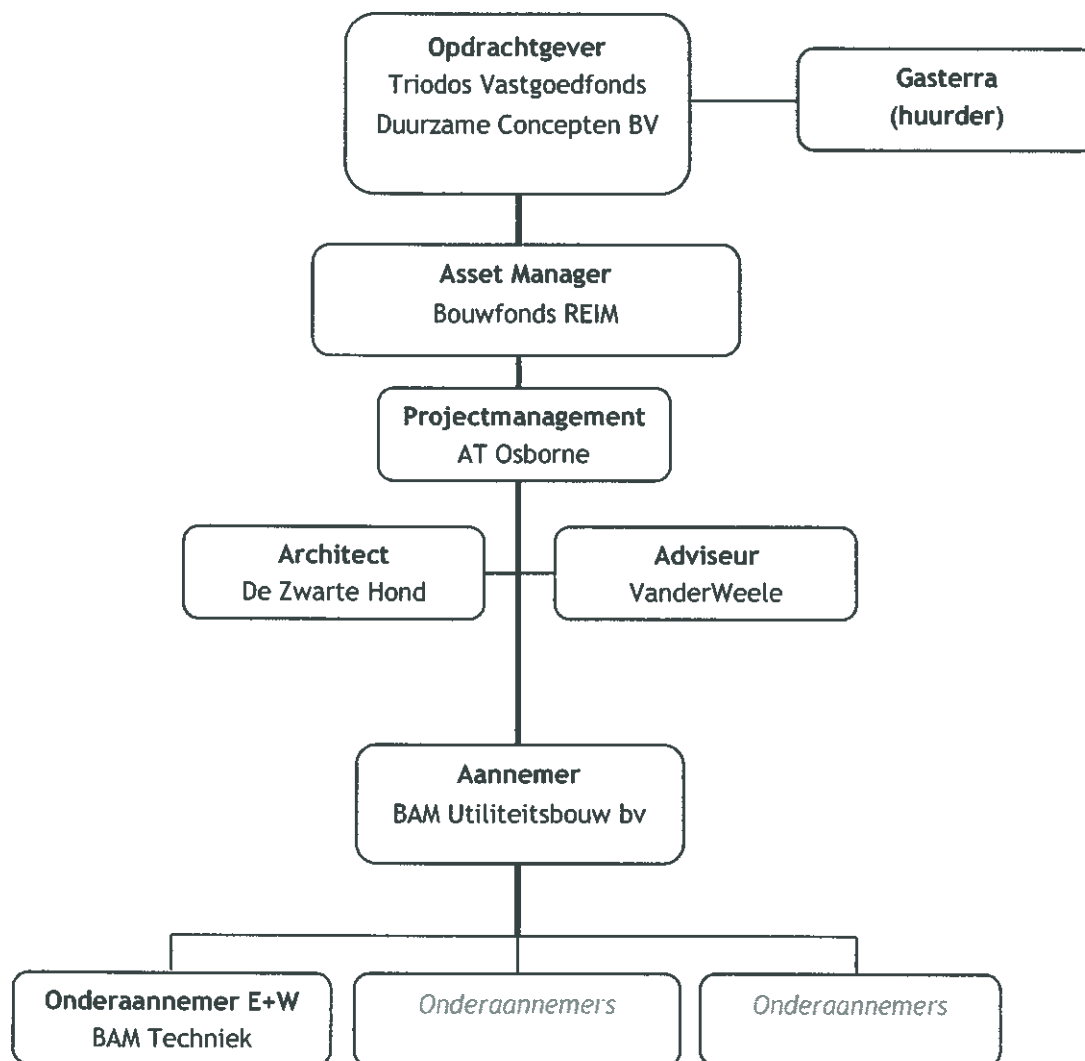 Opdrachtgever
Triodos Vastgoedfonds
Duurzame Concepten BV
Gasterra
(huurder)
Asset Manager
Bouwfonds REIM
Projectmanagement
AT Osborne
Architect
De Zwarte Hond
Adviseur
VanderWeele
Aannemer
BAM Utiliteitsbouw bv
Onderaannemer E+W
BAM Techniek
Onderaannemers
Onderaannemers